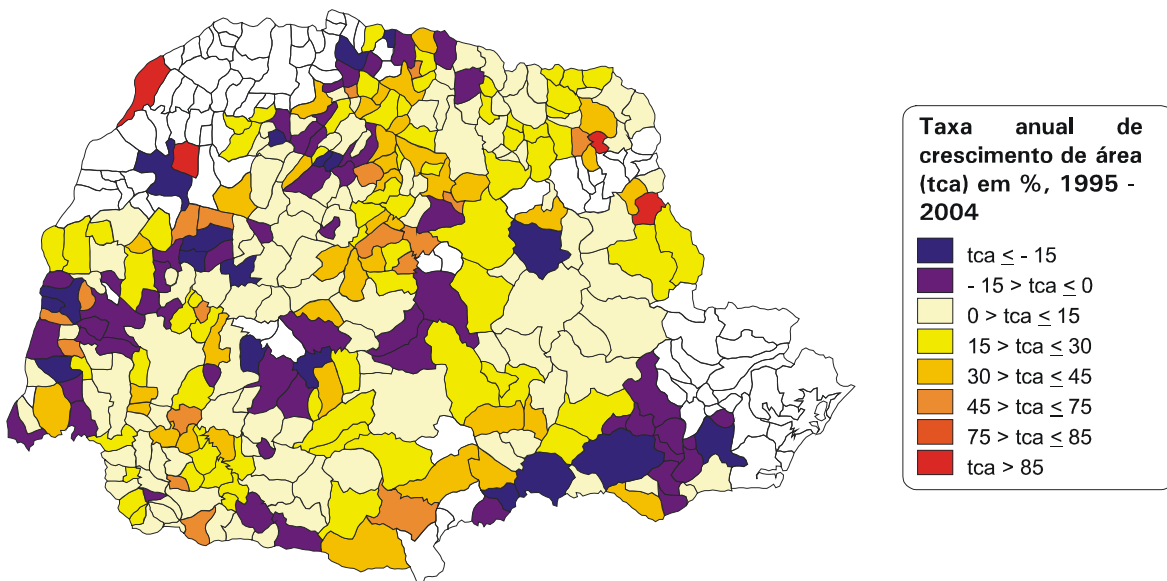 Taxa anual de
crescimento de área
(tca) em %, 1995 -
2004
tca ≤ - 15
- 15 > tca ≤ 0
0 > tca ≤ 15
15 > tca ≤ 30
30 > tca ≤ 45
45 > tca ≤ 75
75 > tca ≤ 85
tca > 85